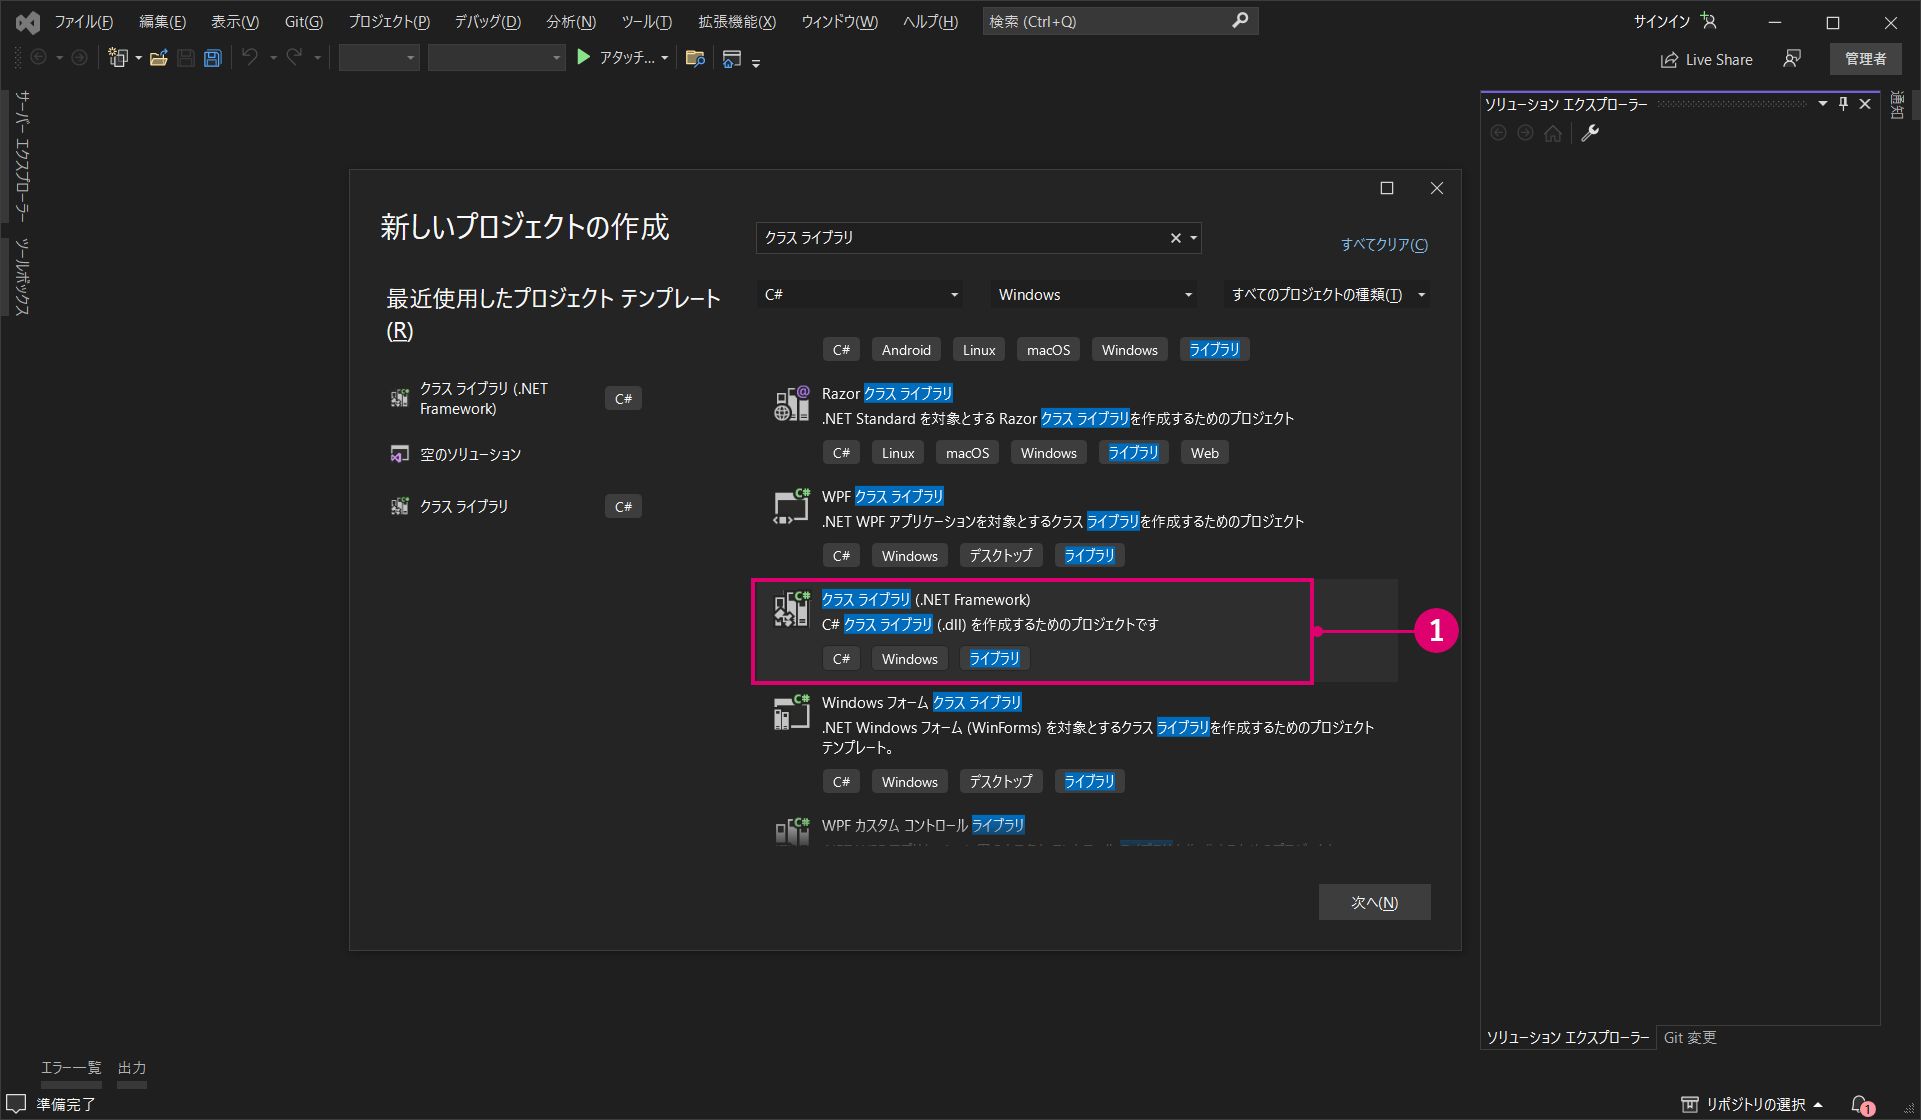 ファイル(F) 編集(E) 表示(V) Git(G) プロジェクト(P) デバッグ(D) 分析(N) ツール(T) 拡張機能(X) ウィンドウ(W) ヘルプ(H) 検索 (Ctrl+Q) サインイン
アタッチ... Live Share 管理者
サーバー エクスプローラー
ツールボックス
新しいプロジェクトの作成
最近使用したプロジェクト テンプレート
(R)
クラス ライブラリ (.NET
Framework) C#
空のソリューション
クラス ライブラリ C#
クラス ライブラリ
すべてクリア(C)
C# Windows すべてのプロジェクトの種類(T)
C# Android Linux macOS Windows ライブラリ
Razor クラス ライブラリ
.NET Standard を対象とする Razor クラス ライブラリを作成するためのプロジェクト
C# Linux macOS Windows ライブラリ Web
WPF クラス ライブラリ
.NET WPF アプリケーションを対象とするクラス ライブラリを作成するためのプロジェクト
C# Windows デスクトップ ライブラリ
クラス ライブラリ (.NET Framework)
C# クラス ライブラリ (.dll) を作成するためのプロジェクトです
C# Windows ライブラリ
1
Windows フォーム クラス ライブラリ
.NET Windows フォーム (WinForms) を対象とするクラス ライブラリを作成するためのプロジェクト
テンプレート。
C# Windows デスクトップ ライブラリ
WPF カスタム コントロール ライブラリ
次へ(N)
ソリューション エクスプローラー
通知
ソリューション エクスプローラー Git 変更
エラー一覧 出力
準備完了 リポジトリの選択 1